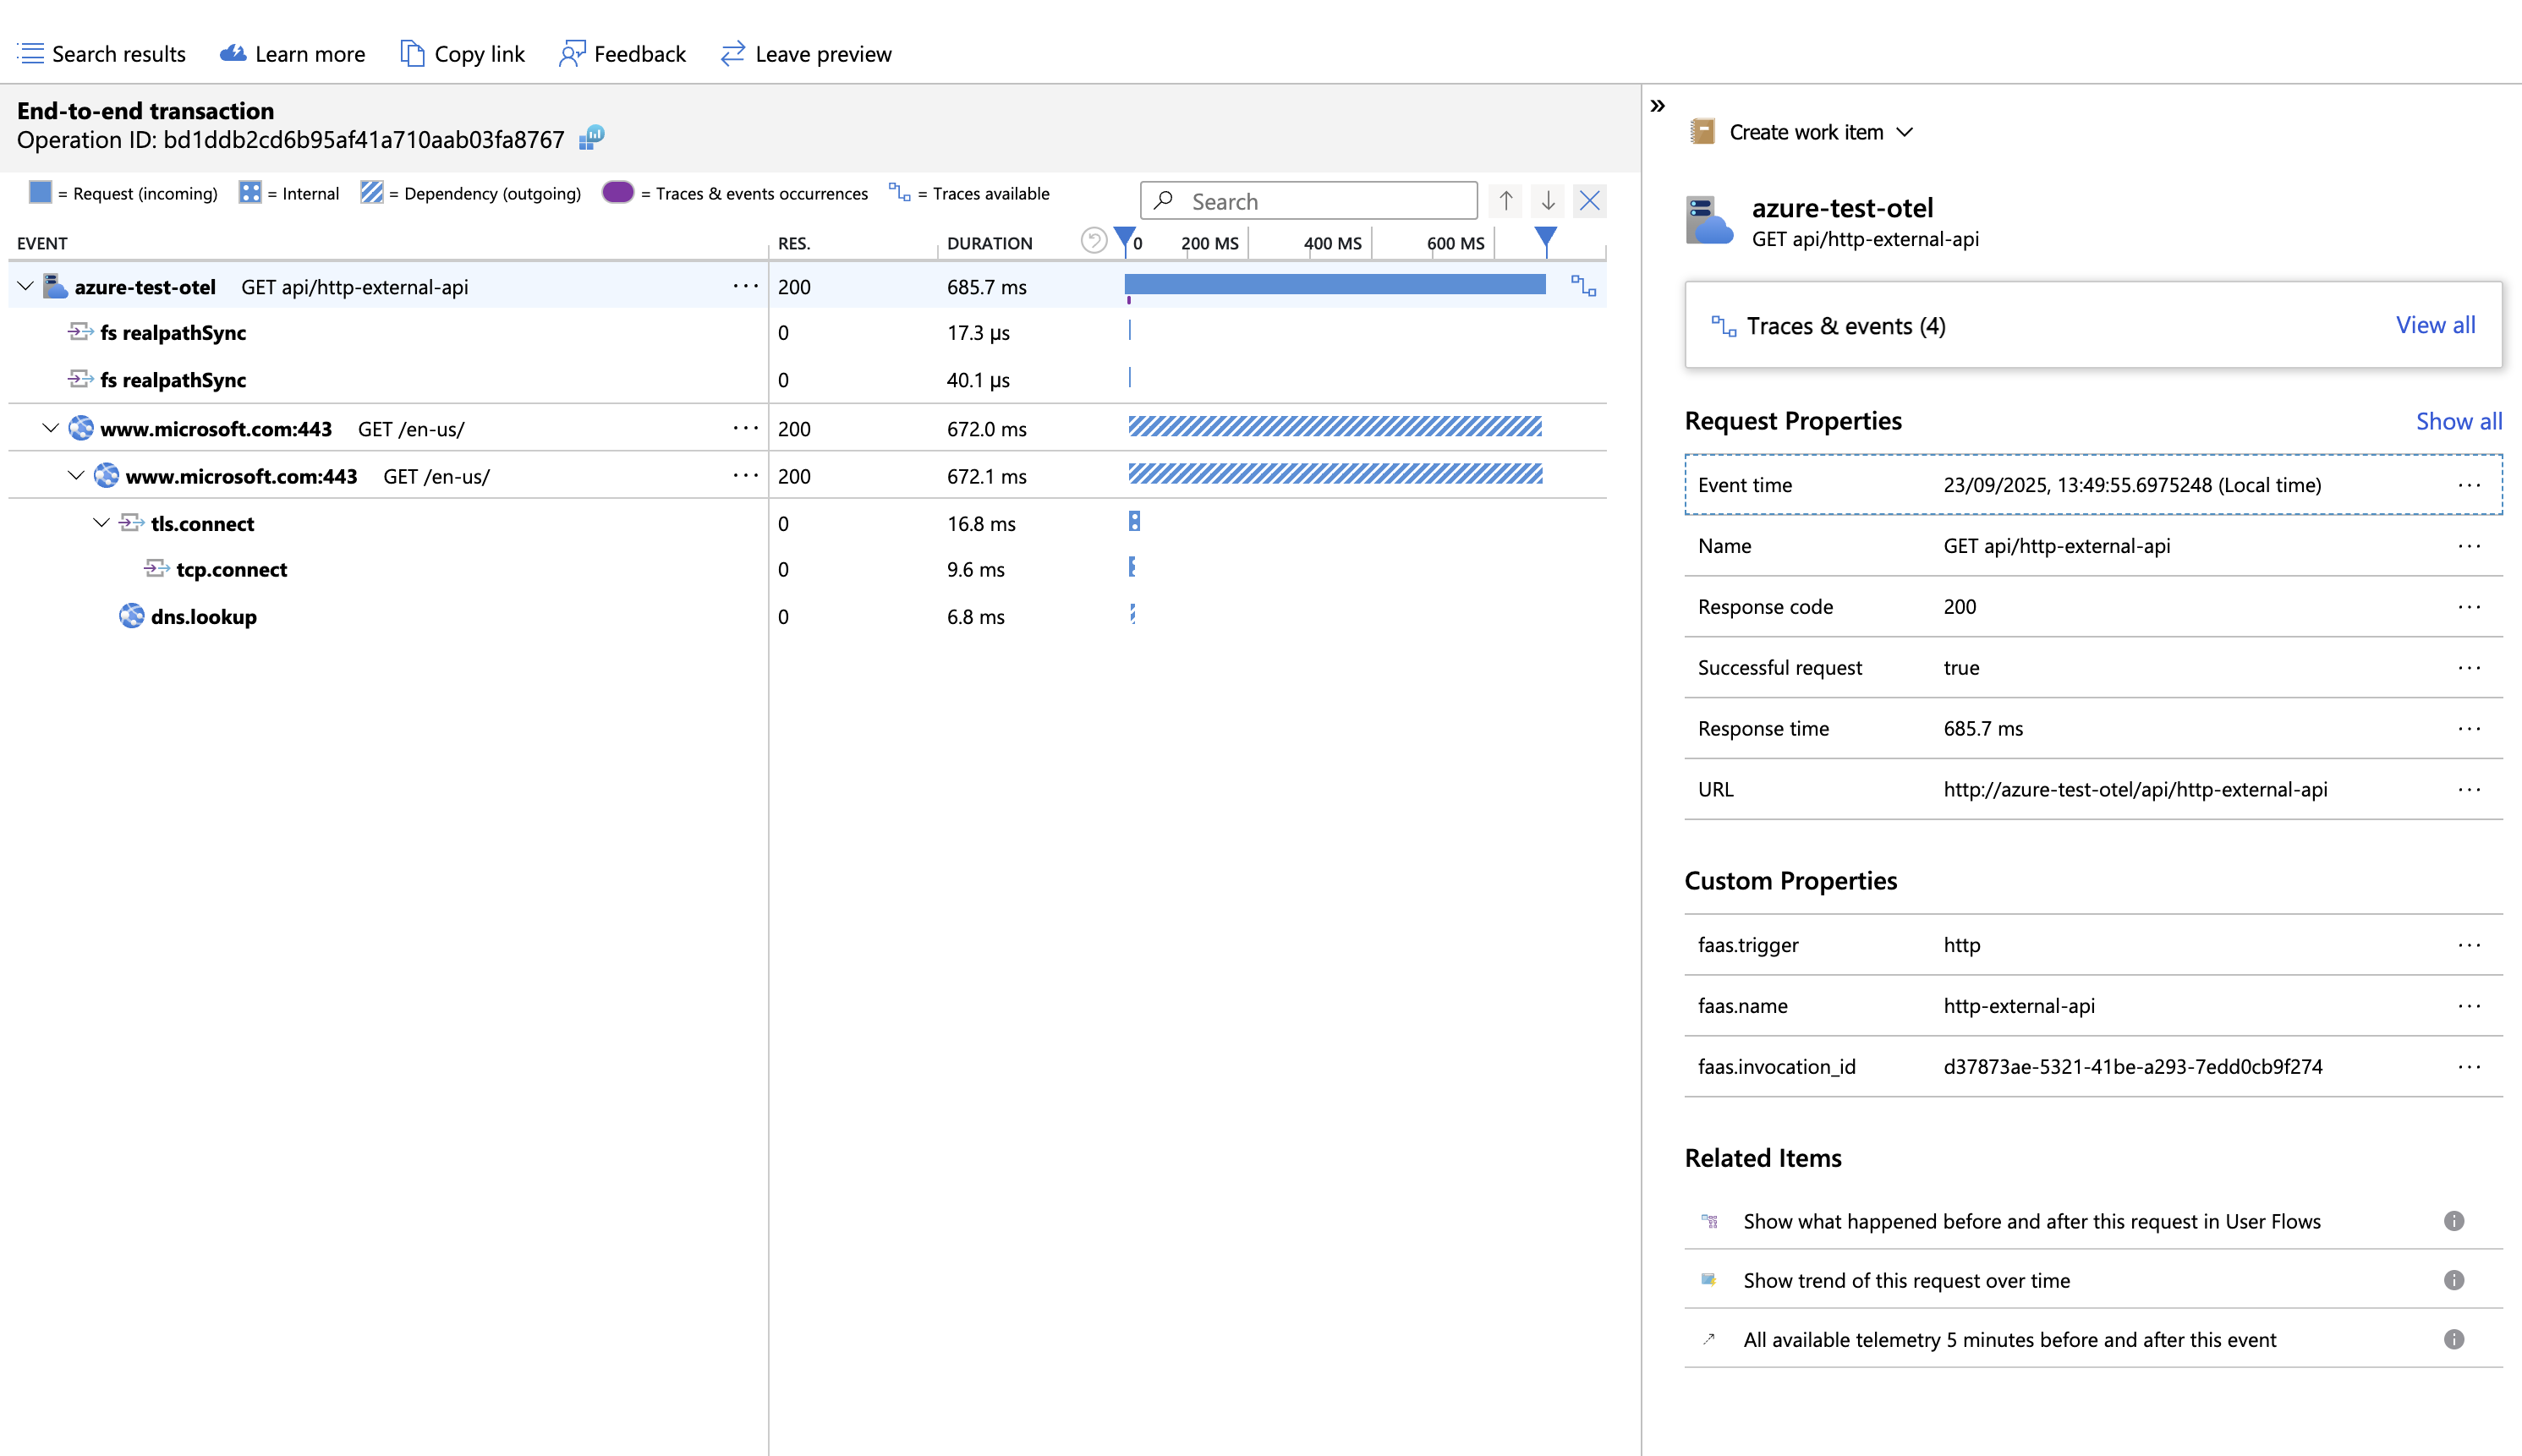 Search results Learn more Copy link Feedback Leave preview
End-to-end transaction
Operation ID: bd1ddb2cd6b95af41a710aab03fa8767
= Request (incoming) = Internal = Dependency (outgoing) = Traces & events occurrences = Traces available
Search
EVENT RES. DURATION 0 200 MS 400 MS 600 MS
azure-test-otel GET api/http-external-api ··· 200 685.7 ms
fs realpathSync 0 17.3 µs
fs realpathSync 0 40.1 µs
www.microsoft.com:443 GET /en-us/ ··· 200 672.0 ms
www.microsoft.com:443 GET /en-us/ ··· 200 672.1 ms
tls.connect 0 16.8 ms
tcp.connect 0 9.6 ms
dns.lookup 0 6.8 ms
Create work item
azure-test-otel
GET api/http-external-api
Traces & events (4) View all
Request Properties Show all
Event time 23/09/2025, 13:49:55.6975248 (Local time) ···
Name GET api/http-external-api ···
Response code 200 ···
Successful request true ···
Response time 685.7 ms ···
URL http://azure-test-otel/api/http-external-api ···
Custom Properties
faas.trigger http ···
faas.name http-external-api ···
faas.invocation_id d37873ae-5321-41be-a293-7edd0cb9f274 ···
Related Items
Show what happened before and after this request in User Flows
Show trend of this request over time
All available telemetry 5 minutes before and after this event